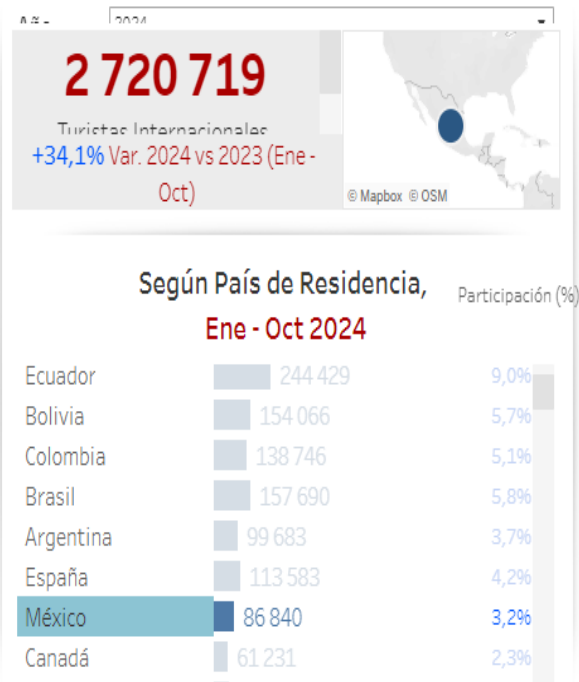 Año 2024
2 720 719
Turistas Internacionales
+34,1% Var. 2024 vs 2023 (Ene -
Oct)
© Mapbox © OSM
Según País de Residencia,
Participación (%)
Ene - Oct 2024
Ecuador 244 429 9,0%
Bolivia 154 066 5,7%
Colombia 138 746 5,1%
Brasil 157 690 5,8%
Argentina 99 683 3,7%
España 113 583 4,2%
México 86 840 3,2%
Canadá 61 231 2,3%